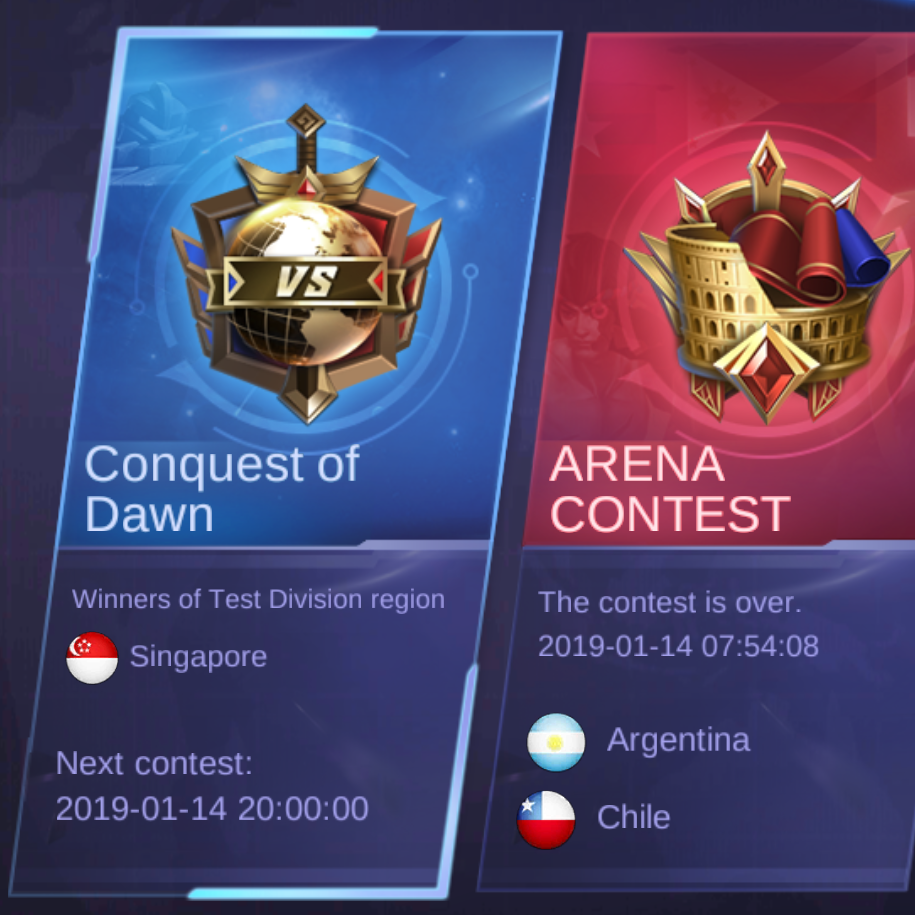 VS
Conquest of
Dawn
Winners of Test Division region
Singapore
Next contest:
2019-01-14 20:00:00
ARENA
CONTEST
The contest is over.
2019-01-14 07:54:08
Argentina
Chile